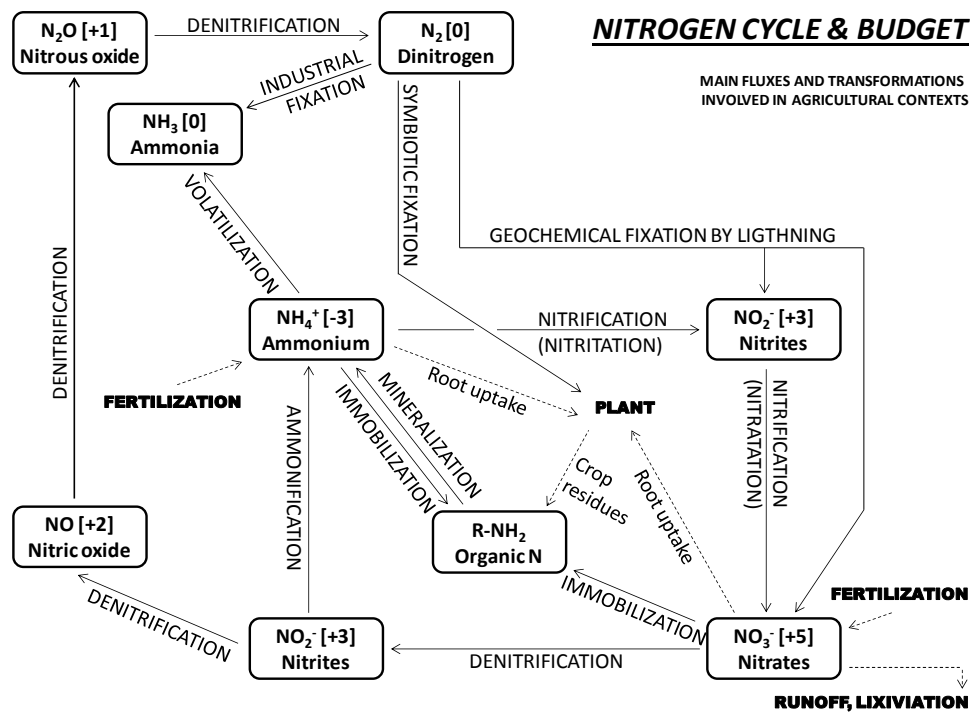 NITROGEN CYCLE & BUDGET
MAIN FLUXES AND TRANSFORMATIONS
INVOLVED IN AGRICULTURAL CONTEXTS
N₂O [+1]
Nitrous oxide
DENITRIFICATION
N₂ [0]
Dinitrogen
INDUSTRIAL
FIXATION
NH₃ [0]
Ammonia
SYMBIOTIC FIXATION
VOLATILIZATION
GEOCHEMICAL FIXATION BY LIGTHNING
DENITRIFICATION
NH₄⁺ [-3]
Ammonium
NITRIFICATION
(NITRITATION)
NO₂⁻ [+3]
Nitrites
FERTILIZATION
Root uptake
PLANT
AMMONIFICATION
IMMOBILIZATION
MINERALIZATION
NITRIFICATION
(NITRATATION)
Crop
residues
Root uptake
NO [+2]
Nitric oxide
R-NH₂
Organic N
DENITRIFICATION
IMMOBILIZATION
FERTILIZATION
NO₂⁻ [+3]
Nitrites
DENITRIFICATION
NO₃⁻ [+5]
Nitrates
RUNOFF, LIXIVIATION